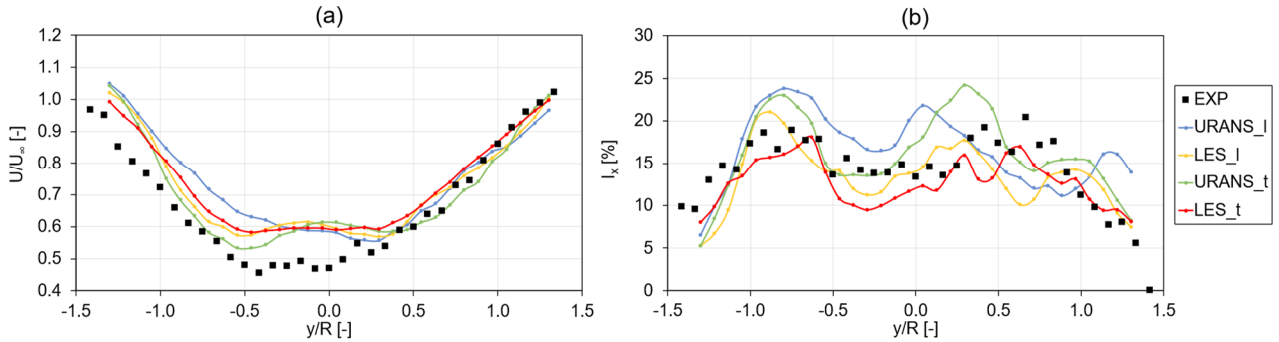 (a)
U/U∞ [-]
1.2
1.1
1.0
0.9
0.8
0.7
0.6
0.5
0.4
-1.5 -1.0 -0.5 0.0 0.5 1.0 1.5
y/R [-]
(b)
Ix [%]
30
25
20
15
10
5
0
-1.5 -1.0 -0.5 0.0 0.5 1.0 1.5
y/R [-]
EXP
URANS_l
LES_l
URANS_t
LES_t